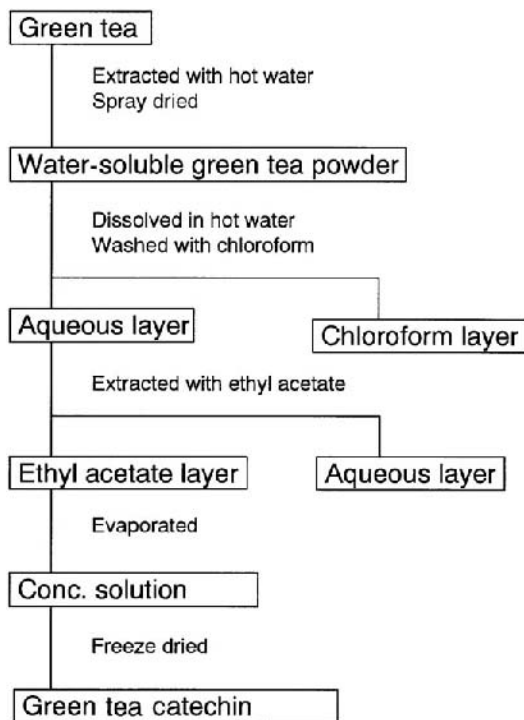 Green tea
Extracted with hot water
Spray dried
Water-soluble green tea powder
Dissolved in hot water
Washed with chloroform
Aqueous layer
Chloroform layer
Extracted with ethyl acetate
Ethyl acetate layer
Aqueous layer
Evaporated
Conc. solution
Freeze dried
Green tea catechin